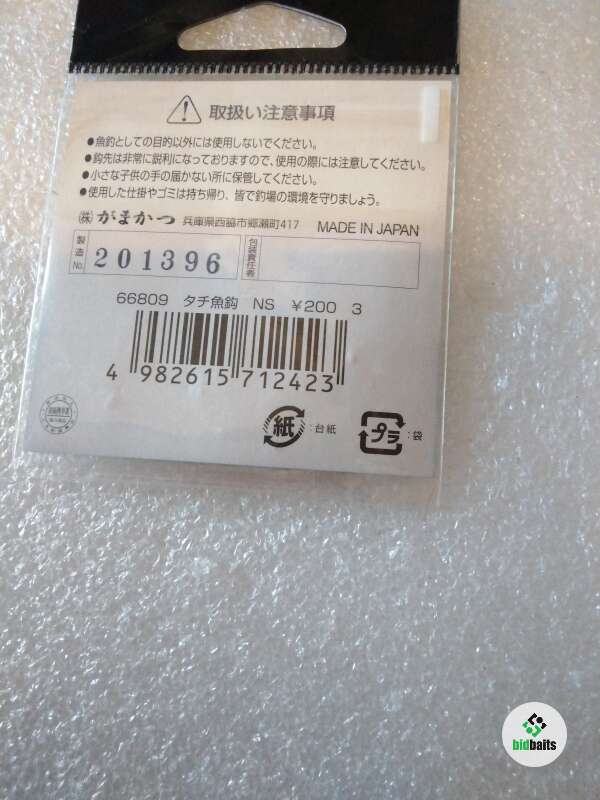 取扱い注意事項
●魚釣としての目的以外には使用しないでください。
●鈎先は非常に鋭利になっておりますので、使用の際には注意してください。
●小さな子供の手の届かない所に保管してください。
●使用した仕掛やゴミは持ち帰り、皆で釣場の環境を守りましょう。
㈱がまかつ 兵庫県西脇市郷瀬町417 MADE IN JAPAN
製造No. 201396 包装責任者
66809 タチ魚鈎 NS ¥200 3
4 982615 712423
紙 :台紙 プラ :袋
bidbaits